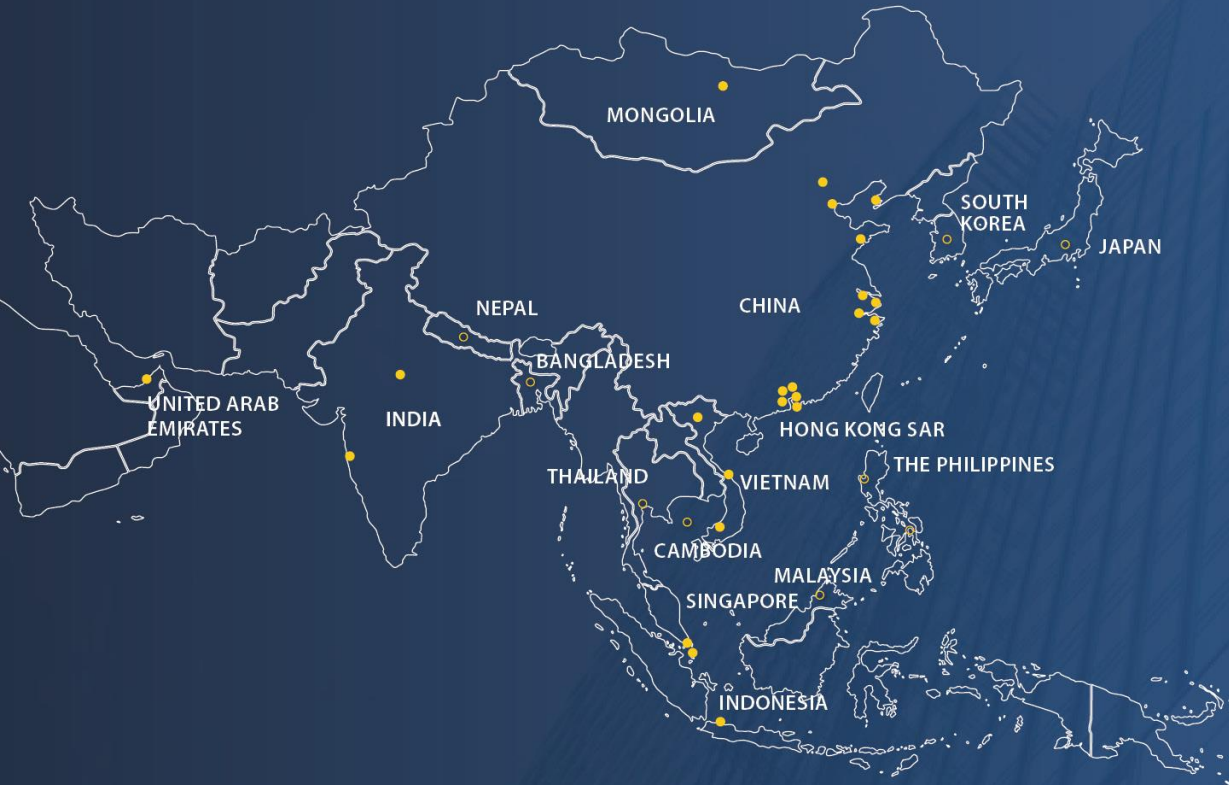 MONGOLIA
SOUTH
KOREA
JAPAN
CHINA
NEPAL
BANGLADESH
UNITED ARAB
EMIRATES
INDIA
HONG KONG SAR
THE PHILIPPINES
THAILAND
VIETNAM
CAMBODIA
MALAYSIA
SINGAPORE
INDONESIA